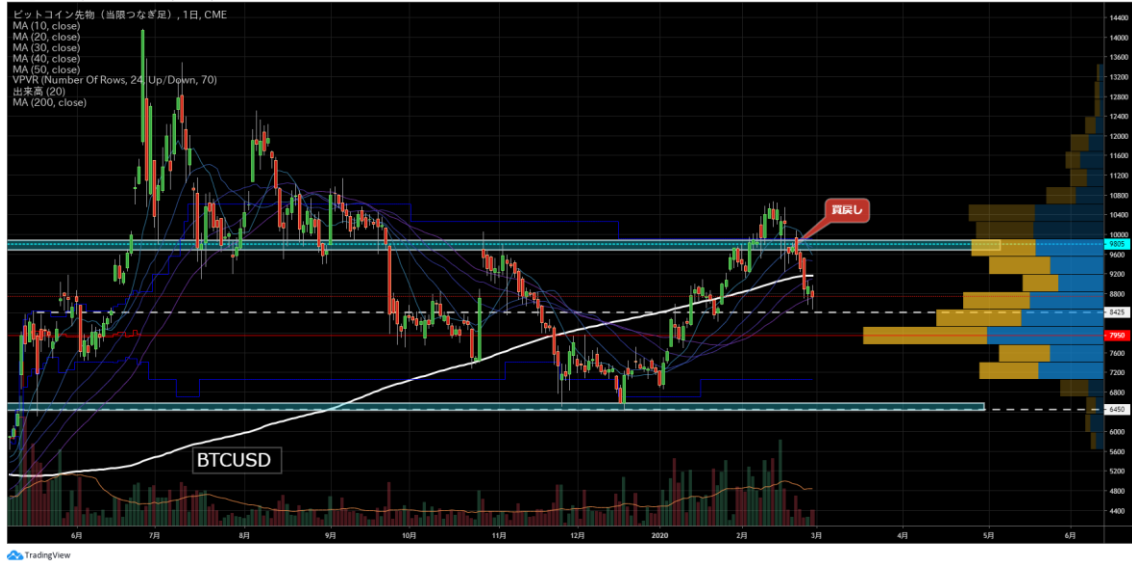 ビットコイン先物（当限つなぎ足）, 1日, CME
MA (10, close)
MA (20, close)
MA (30, close)
MA (40, close)
MA (50, close)
VPVR (Number Of Rows, 24, Up/Down, 70)
出来高 (20)
MA (200, close)
14400
14000
13600
13200
12800
12400
12000
11600
11200
10800
10400
10000
9805
9600
9200
8800
8425
7950
7600
7200
6800
6450
6000
5600
5200
4800
4400
買戻し
BTCUSD
6月 7月 8月 9月 10月 11月 12月 2020 2月 3月 4月 5月 6月
TradingView